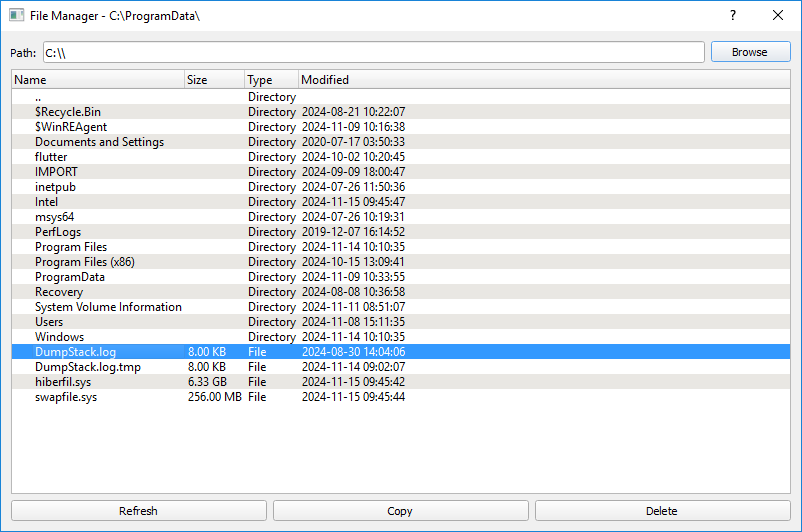 File Manager - C:\ProgramData\
Path: C:\\ Browse
Name Size Type Modified
.. Directory
$Recycle.Bin Directory 2024-08-21 10:22:07
$WinREAgent Directory 2024-11-09 10:16:38
Documents and Settings Directory 2020-07-17 03:50:33
flutter Directory 2024-10-02 10:20:45
IMPORT Directory 2024-09-09 18:00:47
inetpub Directory 2024-07-26 11:50:36
Intel Directory 2024-11-15 09:45:47
msys64 Directory 2024-07-26 10:19:31
PerfLogs Directory 2019-12-07 16:14:52
Program Files Directory 2024-11-14 10:10:35
Program Files (x86) Directory 2024-10-15 13:09:41
ProgramData Directory 2024-11-09 10:33:55
Recovery Directory 2024-08-08 10:36:58
System Volume Information Directory 2024-11-11 08:51:07
Users Directory 2024-11-08 15:11:35
Windows Directory 2024-11-14 10:10:35
DumpStack.log 8.00 KB File 2024-08-30 14:04:06
DumpStack.log.tmp 8.00 KB File 2024-11-14 09:02:07
hiberfil.sys 6.33 GB File 2024-11-15 09:45:42
swapfile.sys 256.00 MB File 2024-11-15 09:45:44
Refresh Copy Delete